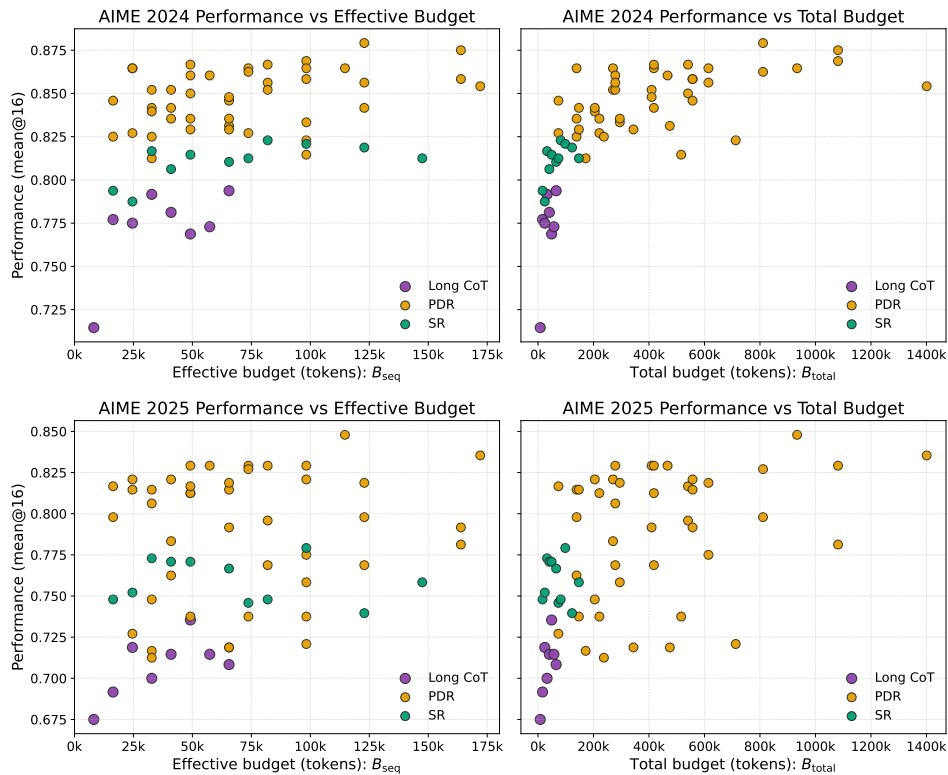 AIME 2024 Performance vs Effective Budget
Performance (mean@16)
0.875
0.850
0.825
0.800
0.775
0.750
0.725
0k 25k 50k 75k 100k 125k 150k 175k
Effective budget (tokens): Bseq
Long CoT
PDR
SR
AIME 2024 Performance vs Total Budget
0k 200k 400k 600k 800k 1000k 1200k 1400k
Total budget (tokens): Btotal
Long CoT
PDR
SR
AIME 2025 Performance vs Effective Budget
Performance (mean@16)
0.850
0.825
0.800
0.775
0.750
0.725
0.700
0.675
0k 25k 50k 75k 100k 125k 150k 175k
Effective budget (tokens): Bseq
Long CoT
PDR
SR
AIME 2025 Performance vs Total Budget
0k 200k 400k 600k 800k 1000k 1200k 1400k
Total budget (tokens): Btotal
Long CoT
PDR
SR